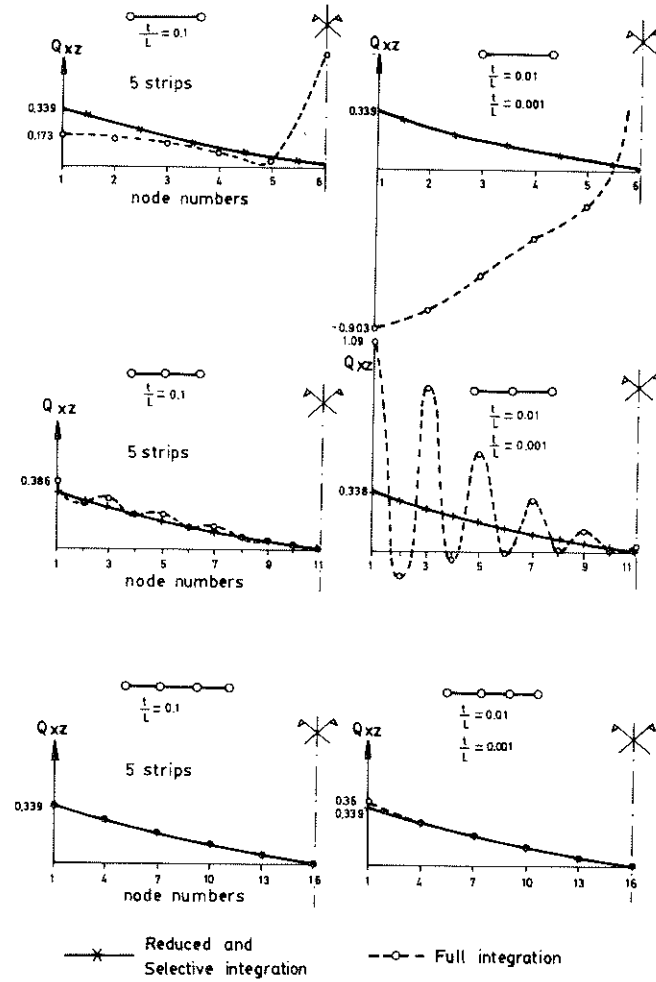 Qxz
t/L = 0.1
5 strips
0,339
0,173
1 2 3 4 5 6
node numbers
t/L = 0.01
t/L = 0.001
0,339
1 2 3 4 5 6
-0.903
1.09
Qxz
t/L = 0.1
Qxz
5 strips
0.386
1 3 5 7 9 11
node numbers
t/L = 0.01
t/L = 0.001
0,338
1 3 5 7 9 11
t/L = 0.1
Qxz
5 strips
0,339
1 4 7 10 13 16
node numbers
t/L = 0.01
t/L = 0.001
Qxz
0.36
0,339
1 4 7 10 13 16
Reduced and
Selective integration
Full integration